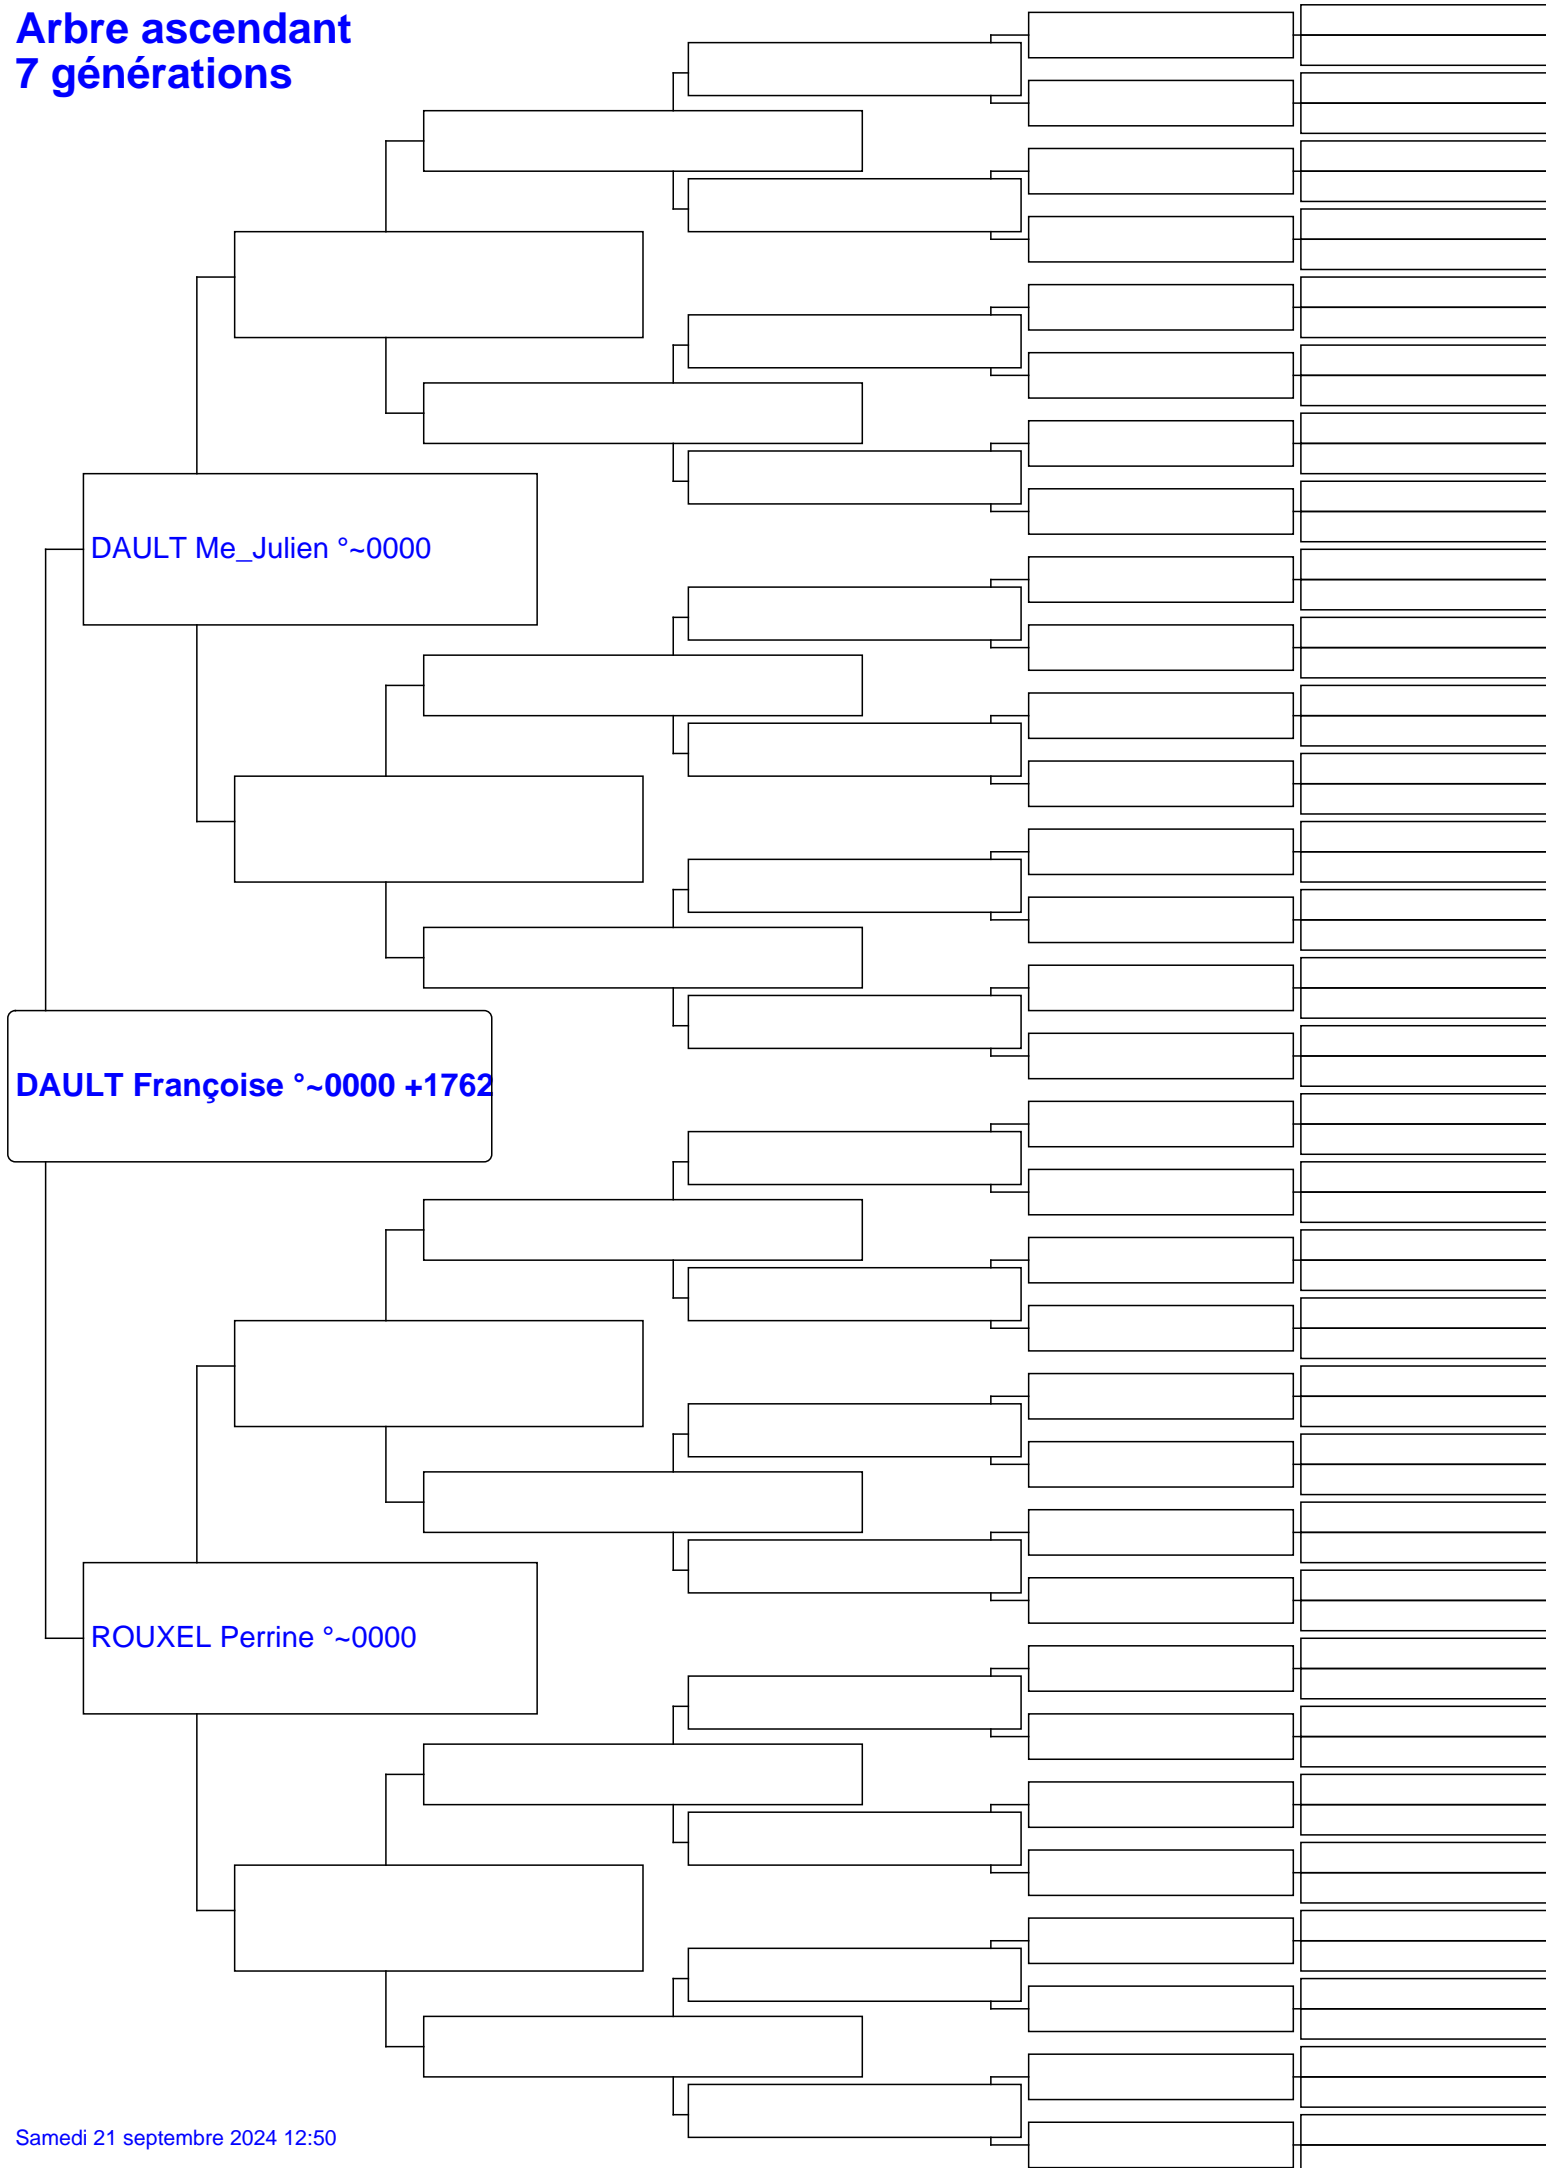 Arbre ascendant
7 générations
DAULT Me_Julien °~0000
DAULT Françoise °~0000 +1762
ROUXEL Perrine °~0000
Samedi 21 septembre 2024 12:50